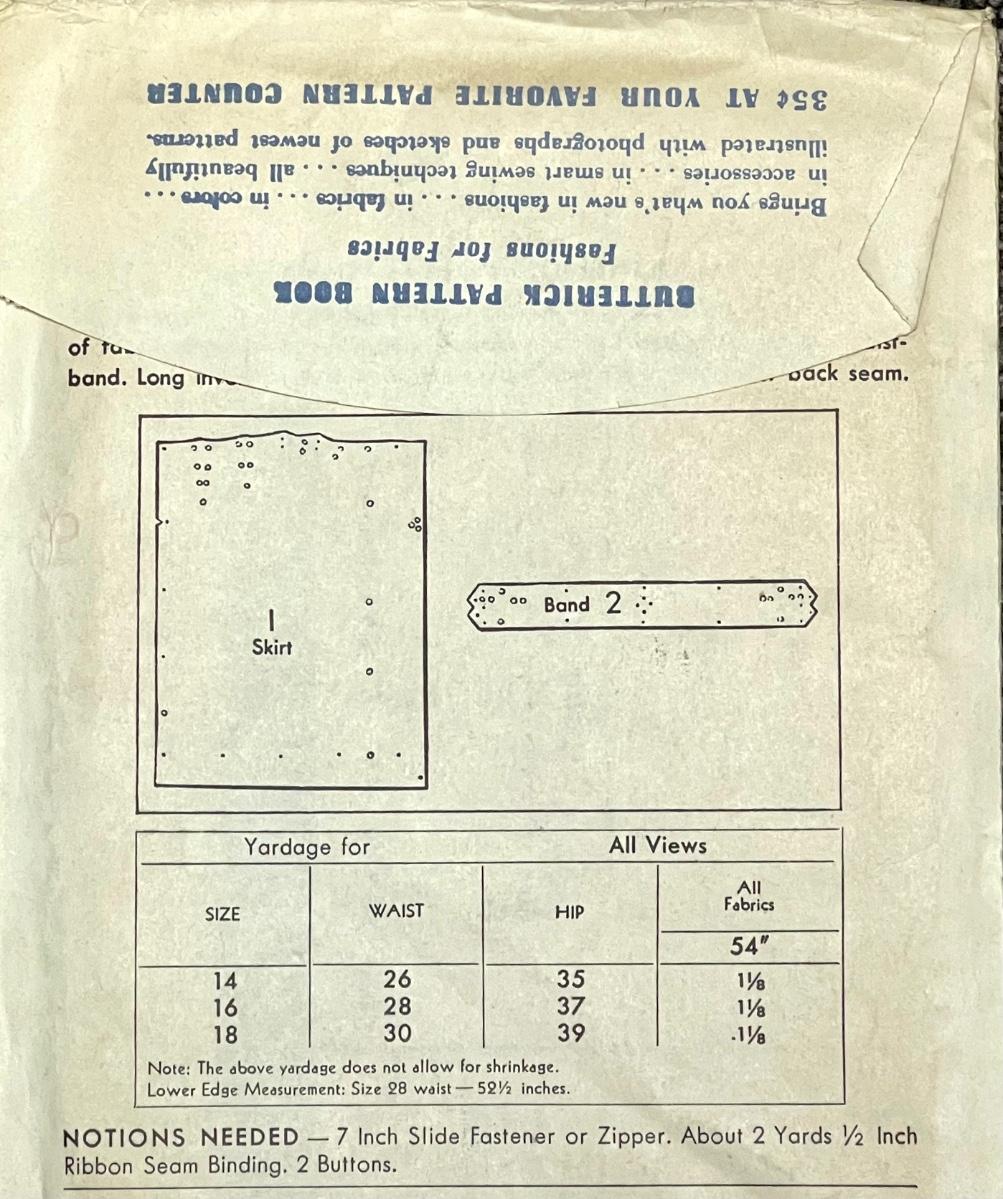 BUTTERICK PATTERN BOOK
Fashions for Fabrics
Brings you what's new in fashions . . . in fabrics . . . in colors . . .
in accessories . . . in smart sewing techniques . . . all beautifully
illustrated with photographs and sketches of newest patterns.
35¢ AT YOUR FAVORITE PATTERN COUNTER
of
band. Long back seam.
1
Skirt
Band 2
Yardage for All Views
SIZE WAIST HIP All Fabrics
54"
14 26 35 1⅛
16 28 37 1⅛
18 30 39 1⅛
Note: The above yardage does not allow for shrinkage.
Lower Edge Measurement: Size 28 waist — 52½ inches.
NOTIONS NEEDED — 7 Inch Slide Fastener or Zipper. About 2 Yards ½ Inch
Ribbon Seam Binding. 2 Buttons.